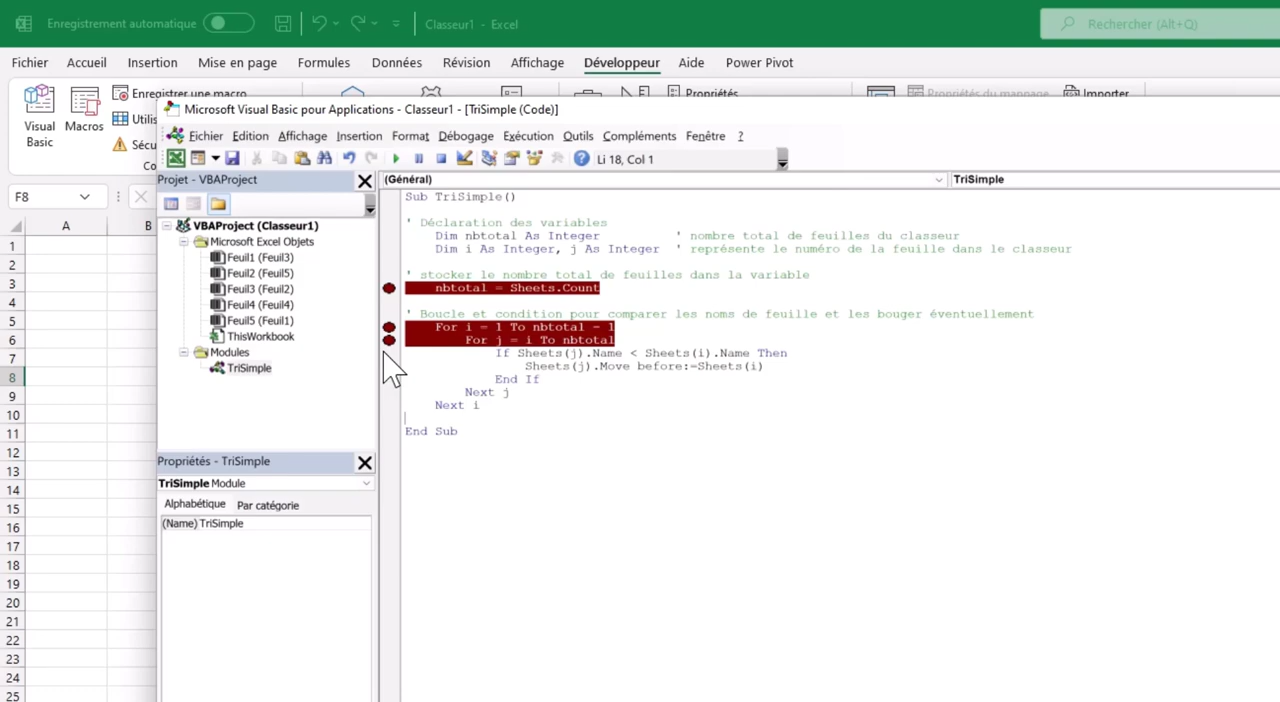 Enregistrement automatique
Classeur1 - Excel
Rechercher (Alt+Q)
Fichier Accueil Insertion Mise en page Formules Données Révision Affichage Développeur Aide Power Pivot
Visual Basic
Macros
Enregistrer une macro
Utilis
Sécu
Co
Propriétés
Propriétés du mappage
Importer
Microsoft Visual Basic pour Applications - Classeur1 - [TriSimple (Code)]
Fichier Edition Affichage Insertion Format Débogage Exécution Outils Compléments Fenêtre ?
Li 18, Col 1
F8
A B
1
2
3
4
5
6
7
8
9
10
11
12
13
14
15
16
17
18
19
20
21
22
23
24
25
Projet - VBAProject
VBAProject (Classeur1)
Microsoft Excel Objets
Feuil1 (Feuil3)
Feuil2 (Feuil5)
Feuil3 (Feuil2)
Feuil4 (Feuil4)
Feuil5 (Feuil1)
ThisWorkbook
Modules
TriSimple
Propriétés - TriSimple
TriSimple Module
Alphabétique Par catégorie
(Name) TriSimple
(Général) TriSimple
Sub TriSimple()
' Déclaration des variables
Dim nbtotal As Integer ' nombre total de feuilles du classeur
Dim i As Integer, j As Integer ' représente le numéro de la feuille dans le classeur
' stocker le nombre total de feuilles dans la variable
nbtotal = Sheets.Count
' Boucle et condition pour comparer les noms de feuille et les bouger éventuellement
For i = 1 To nbtotal - 1
For j = i To nbtotal
If Sheets(j).Name < Sheets(i).Name Then
Sheets(j).Move before:=Sheets(i)
End If
Next j
Next i
End Sub